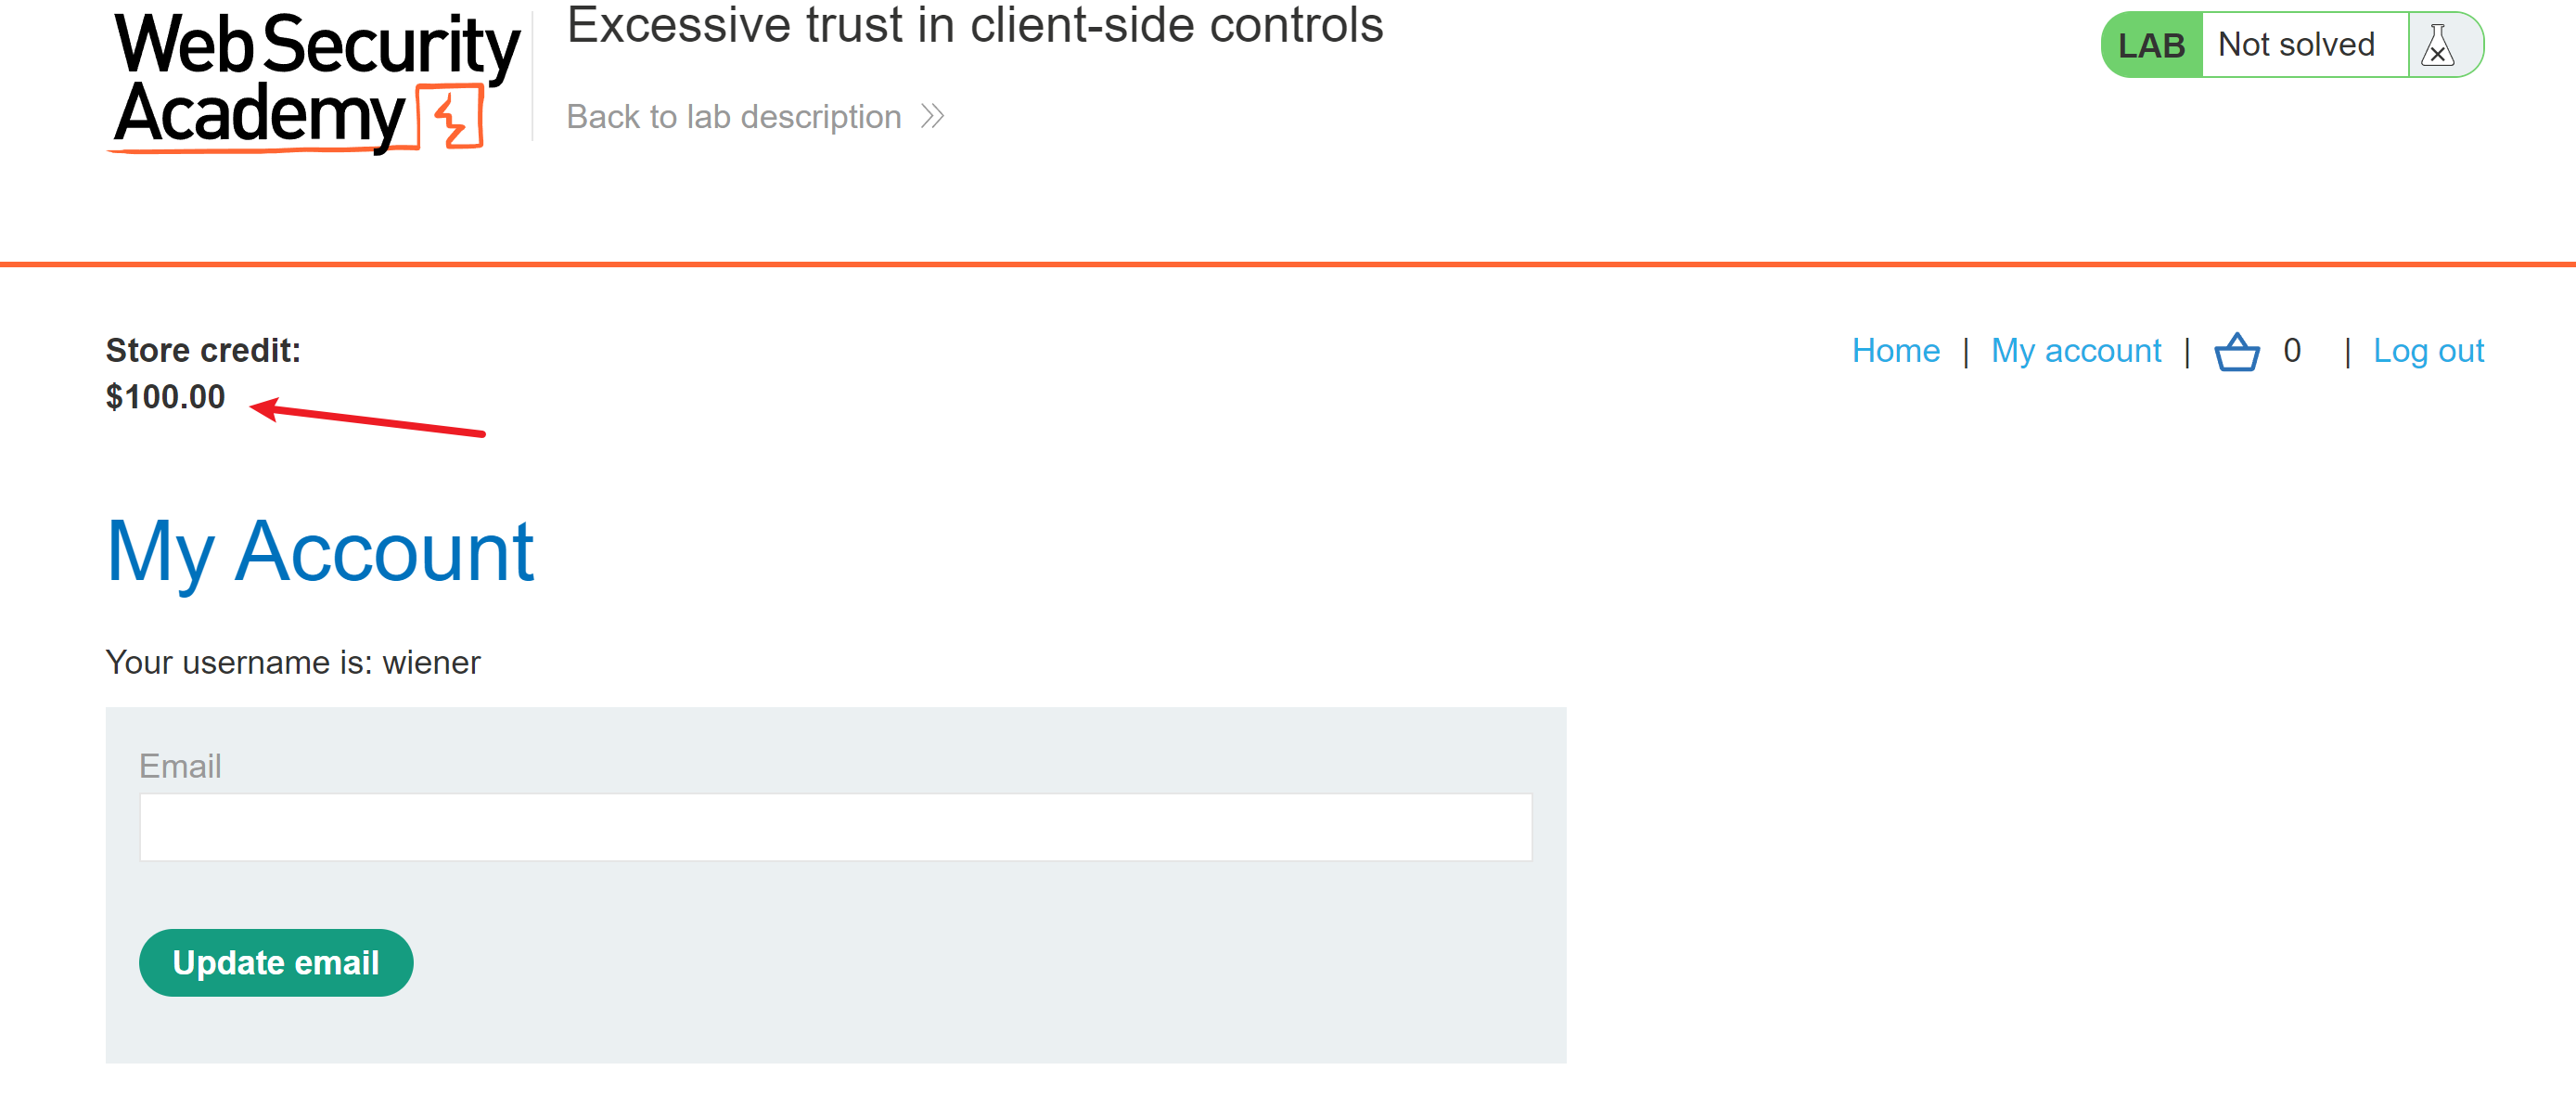 Web Security
Academy
Excessive trust in client-side controls
Back to lab description
LAB Not solved
Store credit:
$100.00
Home | My account | 0 | Log out
My Account
Your username is: wiener
Email
Update email